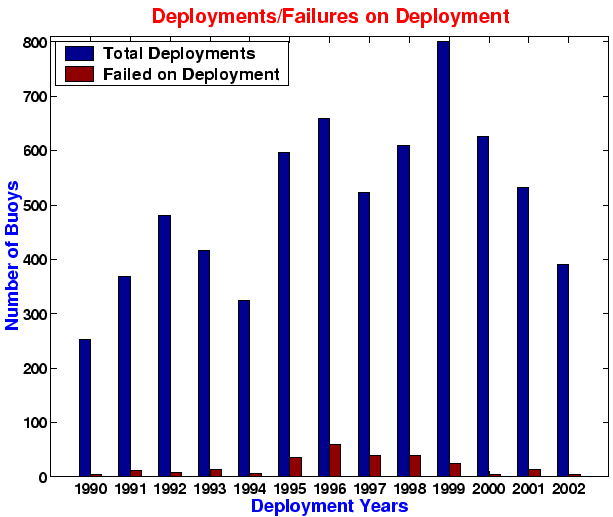 Deployments/Failures on Deployment
800
Total Deployments
Failed on Deployment
700
600
500
400
300
200
100
0
Number of Buoys
1990 1991 1992 1993 1994 1995 1996 1997 1998 1999 2000 2001 2002
Deployment Years